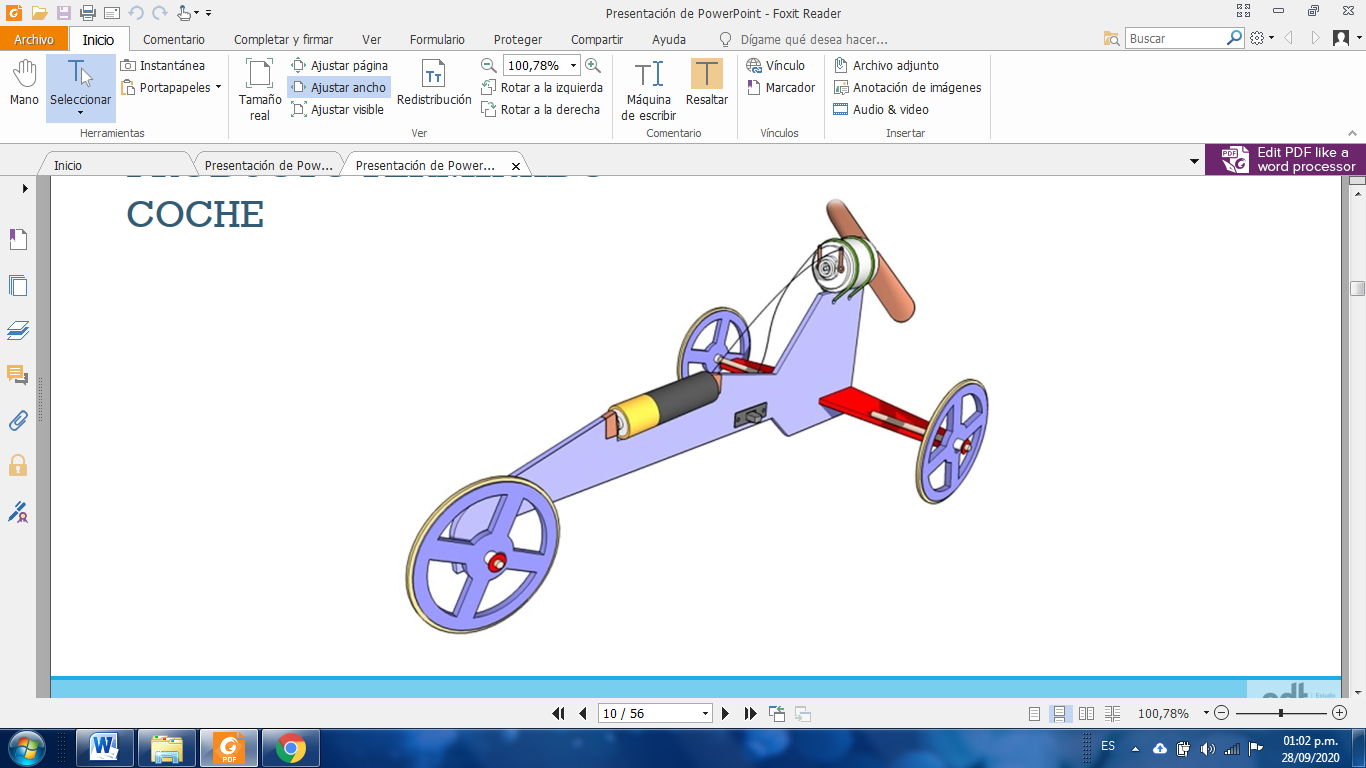 Presentación de PowerPoint - Foxit Reader
Archivo Inicio Comentario Completar y firmar Ver Formulario Proteger Compartir Ayuda Dígame qué desea hacer... Buscar
Mano
Seleccionar
Instantánea
Portapapeles
Herramientas
Tamaño
real
Ajustar página
Ajustar ancho
Ajustar visible
Redistribución
100,78%
Rotar a la izquierda
Rotar a la derecha
Ver
Máquina
de escribir
Resaltar
Comentario
Vínculo
Marcador
Vínculos
Archivo adjunto
Anotación de imágenes
Audio & video
Insertar
Inicio Presentación de Pow... Presentación de Power...
Edit PDF like a
word processor
COCHE
10 / 56
100,78%
ES
01:02 p.m.
28/09/2020